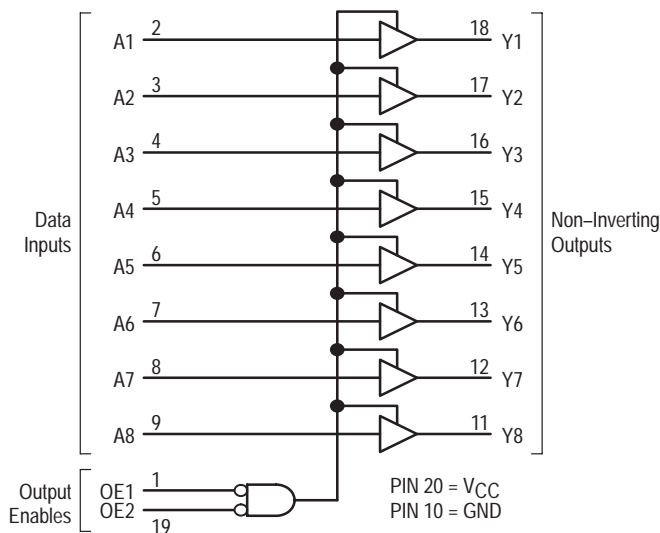 A1 2 18 Y1
A2 3 17 Y2
A3 4 16 Y3
A4 5 15 Y4
Data
Inputs
Non–Inverting
Outputs
A5 6 14 Y5
A6 7 13 Y6
A7 8 12 Y7
A8 9 11 Y8
Output
Enables
OE1 1
OE2 19
PIN 20 = VCC
PIN 10 = GND